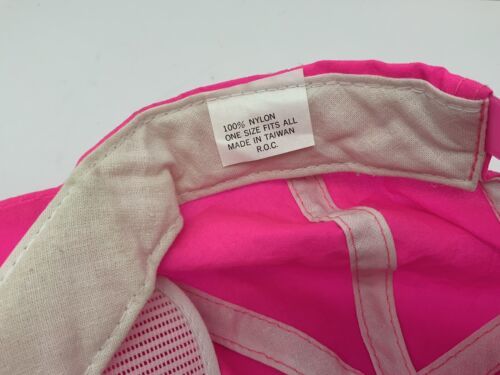 100% NYLON
ONE SIZE FITS ALL
MADE IN TAIWAN
R.O.C.